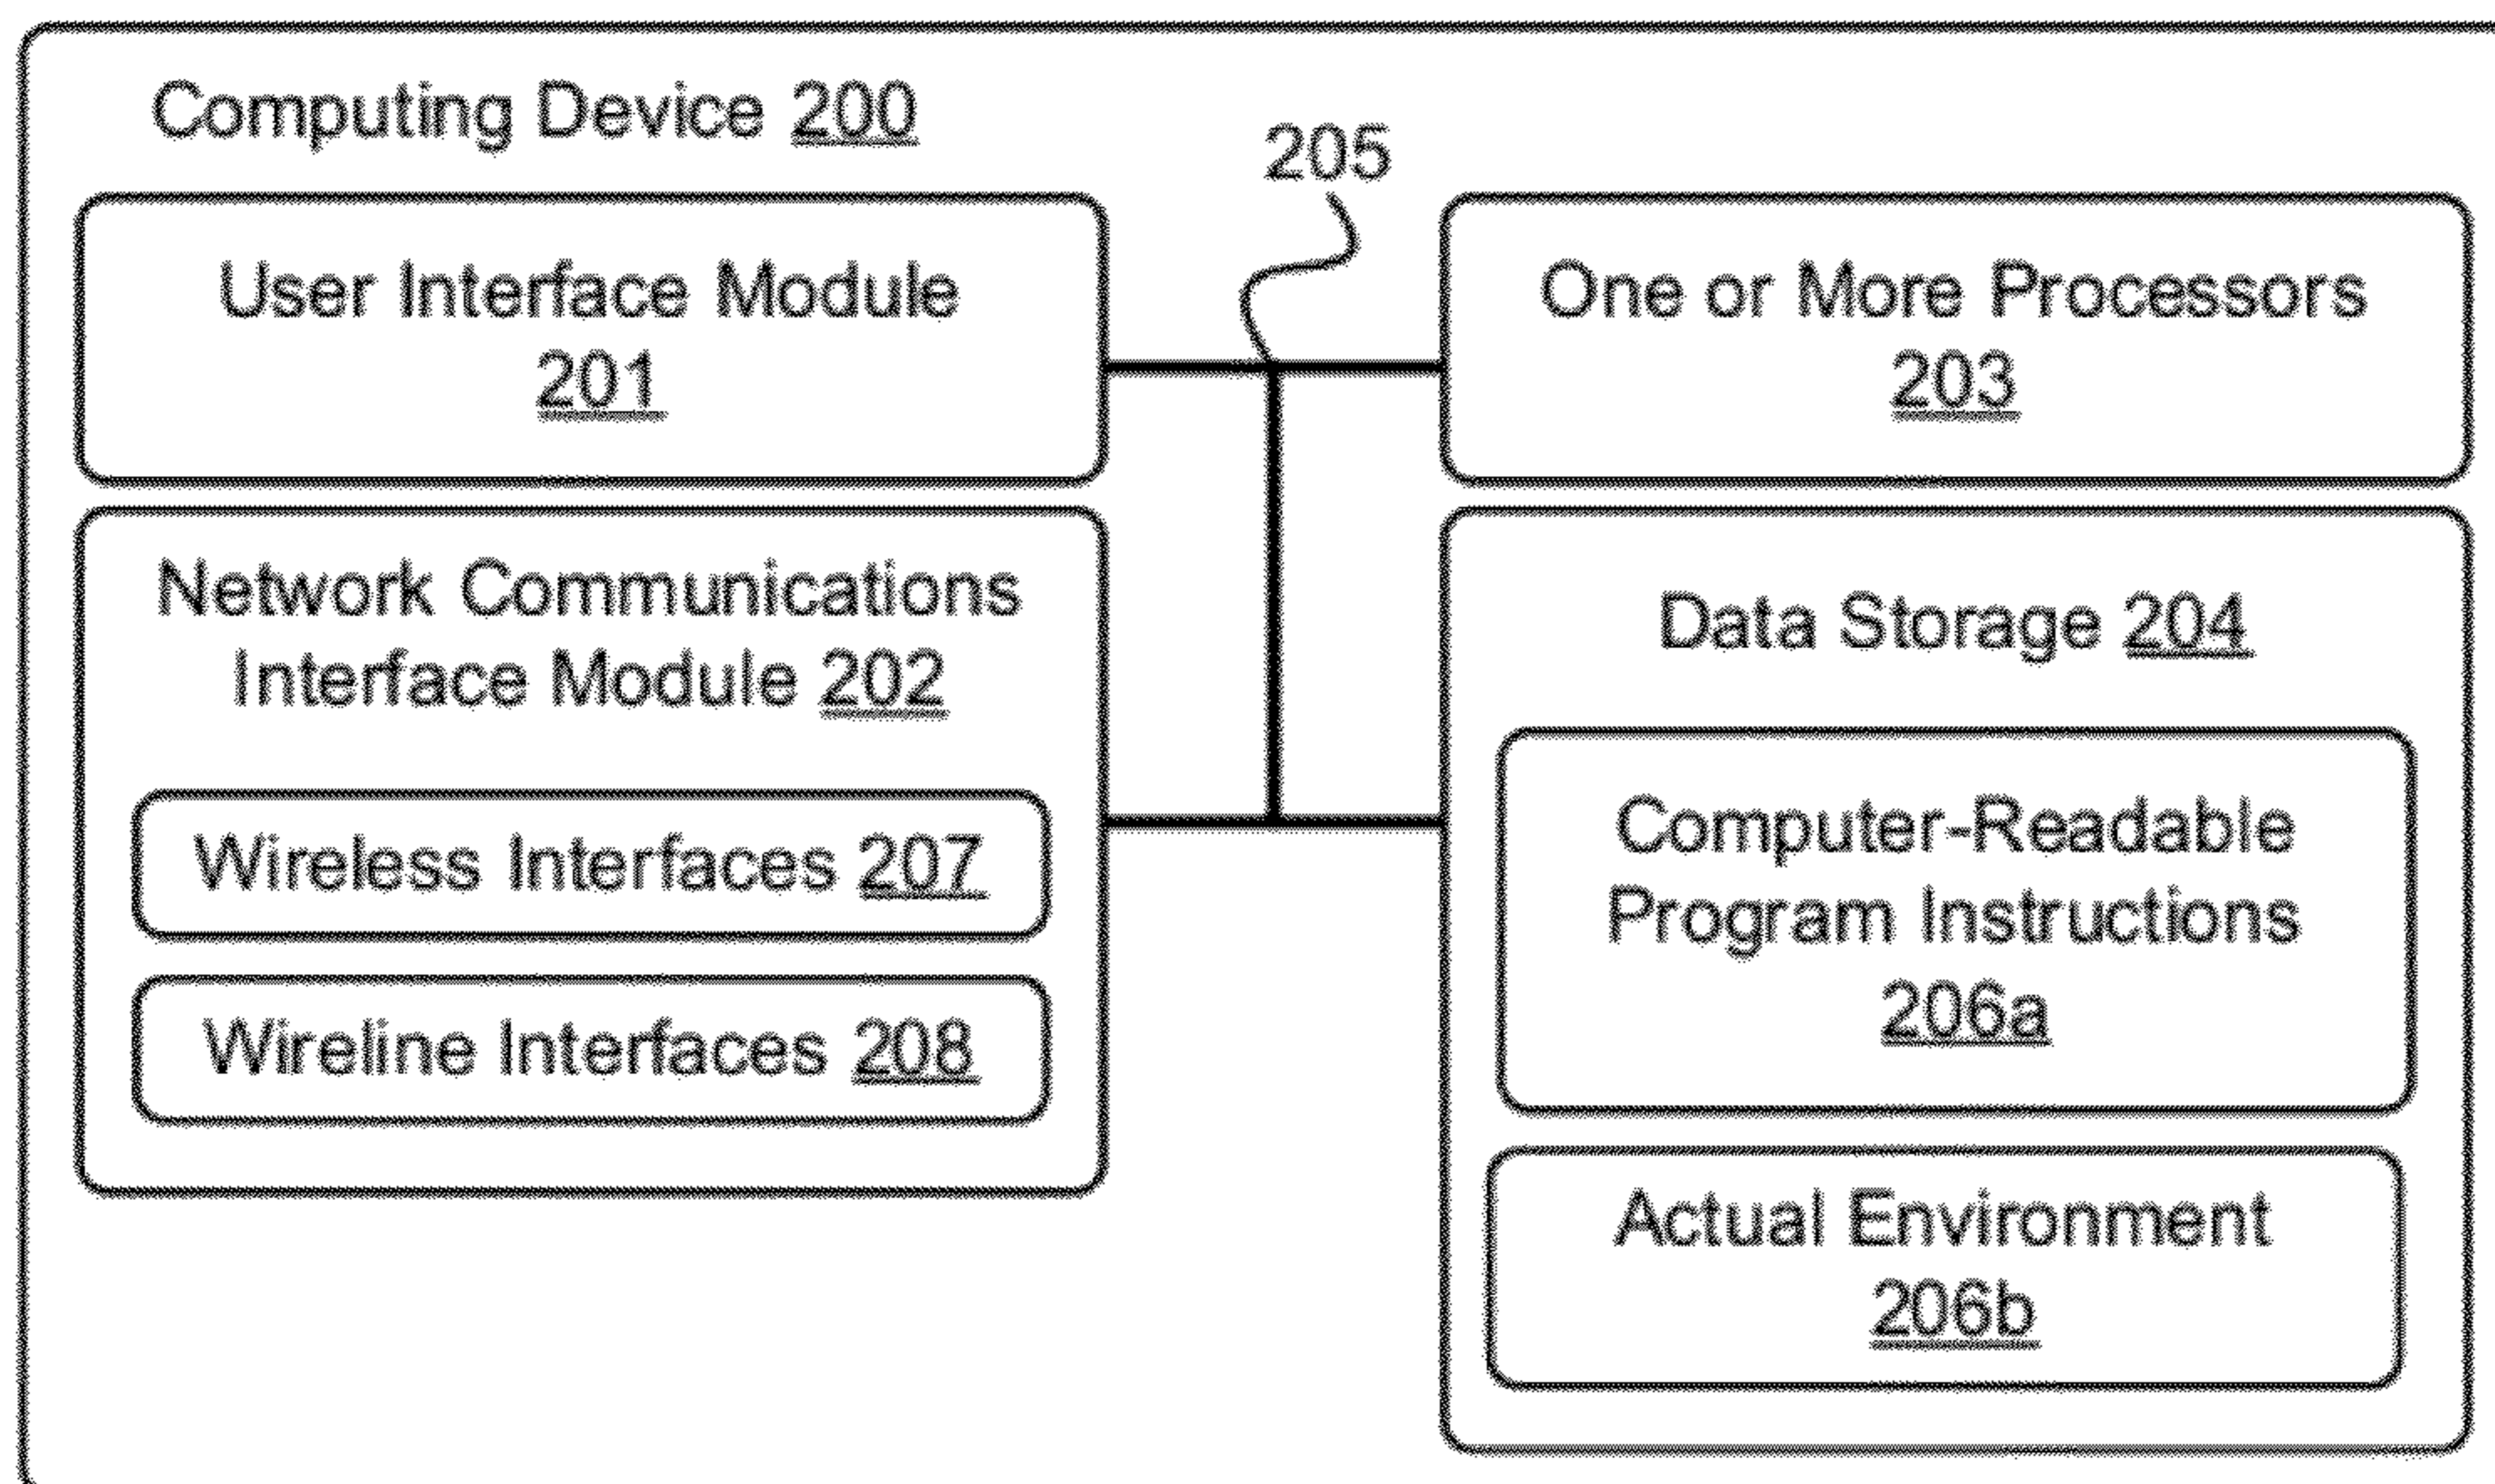 Computing Device 200
205
User Interface Module
201
One or More Processors
203
Network Communications
Interface Module 202
Wireless Interfaces 207
Wireline Interfaces 208
Data Storage 204
Computer-Readable
Program Instructions
206a
Actual Environment
206b